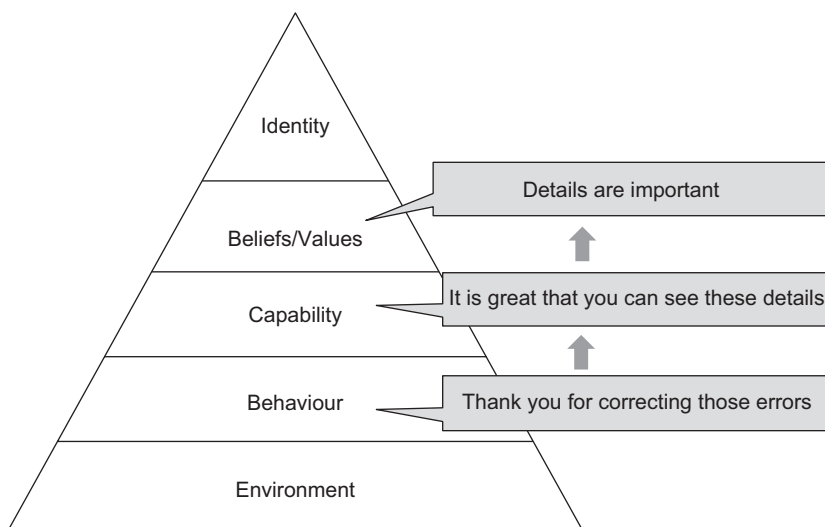 Identity
Details are important
Beliefs/Values
It is great that you can see these details
Capability
Thank you for correcting those errors
Behaviour
Environment